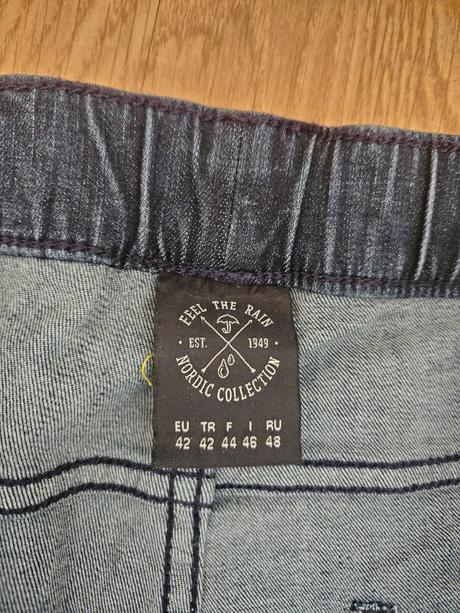 FEEL THE RAIN
EST. 1949
NORDIC COLLECTION
EU TR F I RU
42 42 44 46 48